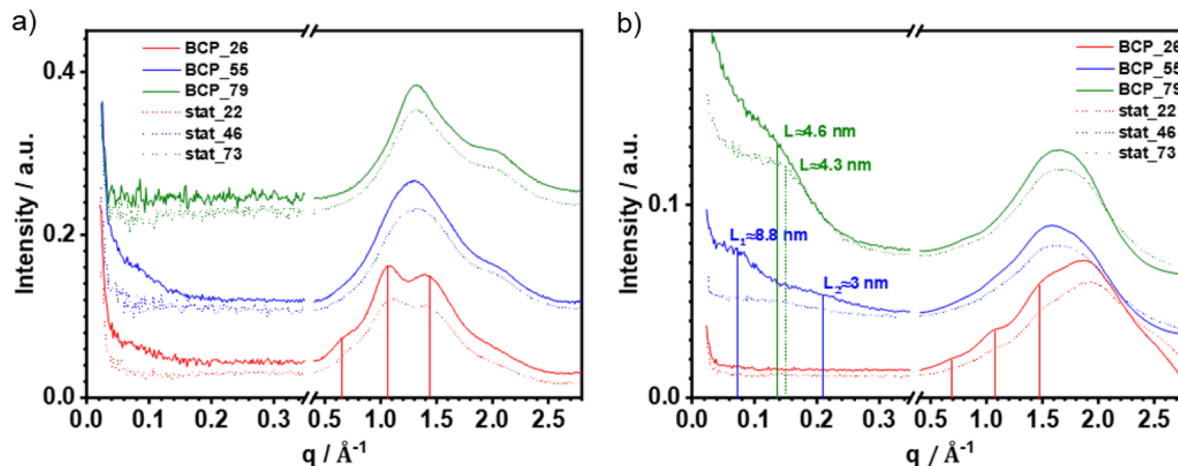 a)
BCP_26
BCP_55
BCP_79
stat_22
stat_46
stat_73
0.4
0.2
0.0
Intensity / a.u.
0.0 0.1 0.2 0.3 0.5 1.0 1.5 2.0 2.5
q / Å-1
b)
BCP_26
BCP_55
BCP_79
stat_22
stat_46
stat_73
L≈4.6 nm
L≈4.3 nm
L1≈8.8 nm
L2≈3 nm
0.1
0.0
Intensity / a.u.
0.0 0.1 0.2 0.3 0.5 1.0 1.5 2.0 2.5
q / Å-1